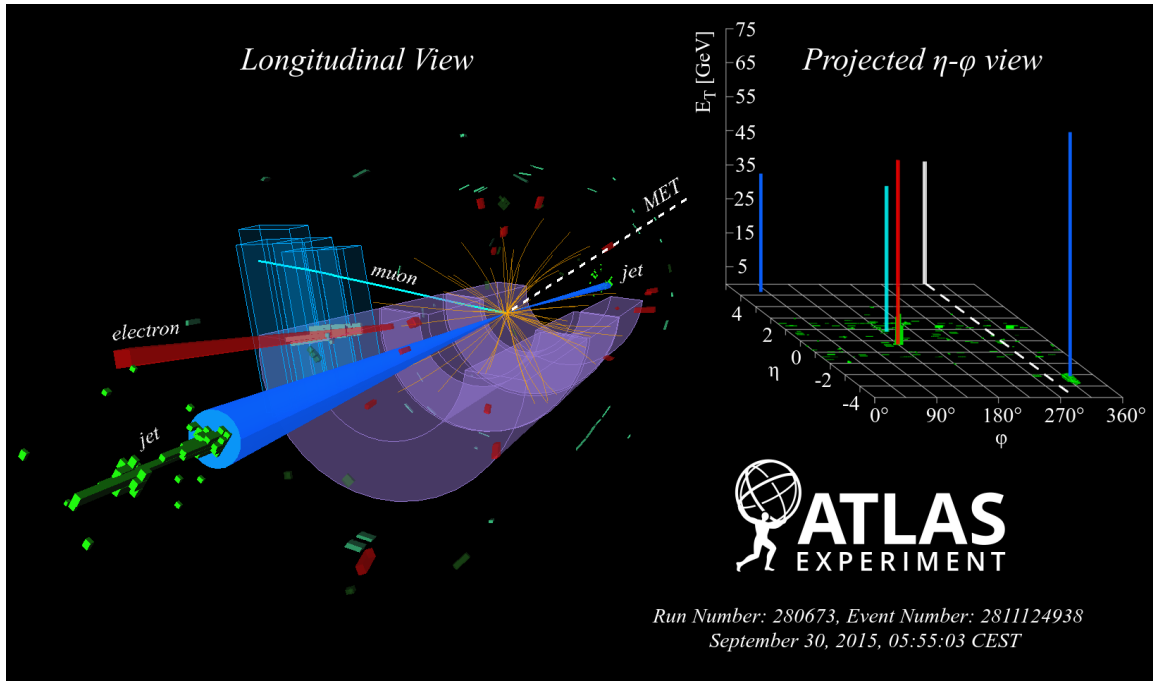 Longitudinal View
Projected η-φ view
E_T [GeV]
75
65
55
45
35
25
15
5
MET
muon
jet
electron
jet
4
2
0
-2
-4
η
0° 90° 180° 270° 360°
φ
ATLAS
EXPERIMENT
Run Number: 280673, Event Number: 2811124938
September 30, 2015, 05:55:03 CEST